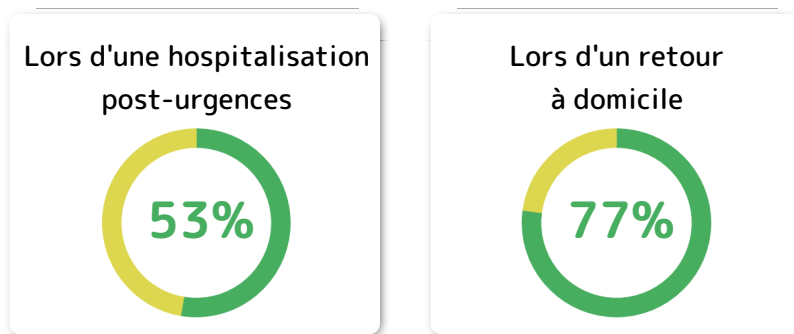 Lors d'une hospitalisation
post-urgences
53%
Lors d'un retour
à domicile
77%